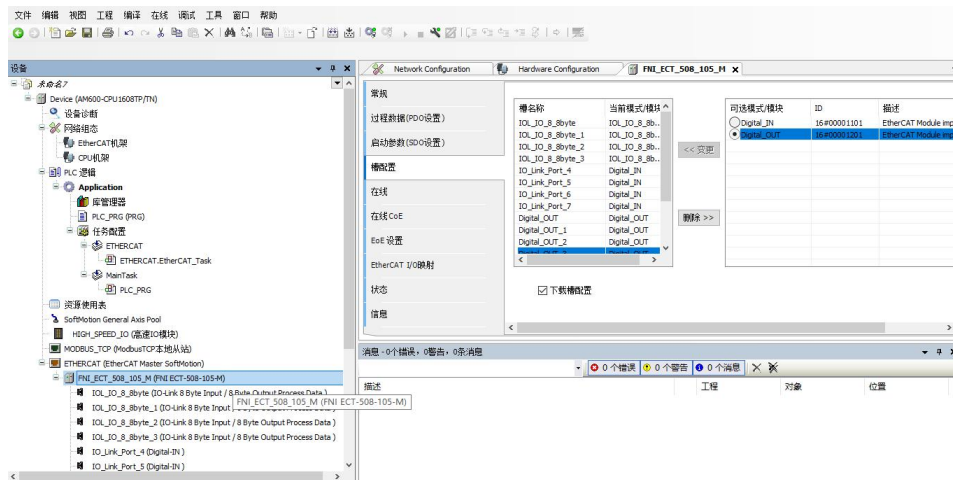 文件 编辑 视图 工程 编译 在线 调试 工具 窗口 帮助
设备
未命名7
Device (AM600-CPU1608TP/TN)
设备诊断
网络组态
EtherCAT机架
CPU机架
PLC 逻辑
Application
库管理器
PLC_PRG (PRG)
任务配置
ETHERCAT
ETHERCAT.EtherCAT_Task
MainTask
PLC_PRG
资源使用表
SoftMotion General Axis Pool
HIGH_SPEED_IO (高速IO模块)
MODBUS_TCP (ModbusTCP本地从站)
ETHERCAT (EtherCAT Master SoftMotion)
FNI_ECT_508_105_M (FNI ECT-508-105-M)
IOL_IO_8_8byte (IO-Link 8 Byte Input / 8 Byte Output Process Data )
FNI_ECT_508_105_M (FNI ECT-508-105-M)
IOL_IO_8_8byte_1 (IO-Link 8 Byte Input /
IOL_IO_8_8byte_2 (IO-Link 8 Byte Input / 8 Byte Output Process Data )
IOL_IO_8_8byte_3 (IO-Link 8 Byte Input / 8 Byte Output Process Data )
IO_Link_Port_4 (Digital-IN )
IO_Link_Port_5 (Digital-IN )
Network Configuration Hardware Configuration FNI_ECT_508_105_M X
常规
过程数据(PDO设置)
启动参数(SDO设置)
槽配置
在线
在线CoE
EoE 设置
EtherCAT I/O映射
状态
信息
槽名称 当前模式/模块
IOL_IO_8_8byte IOL_IO_8_8b..
IOL_IO_8_8byte_1 IOL_IO_8_8b..
IOL_IO_8_8byte_2 IOL_IO_8_8b..
IOL_IO_8_8byte_3 IOL_IO_8_8b..
IO_Link_Port_4 Digital_IN
IO_Link_Port_5 Digital_IN
IO_Link_Port_6 Digital_IN
IO_Link_Port_7 Digital_IN
Digital_OUT Digital_OUT
Digital_OUT_1 Digital_OUT
Digital_OUT_2 Digital_OUT
<< 变更
删除 >>
可选模式/模块 ID 描述
Digital_IN 16#00001101 EtherCAT Module imp
Digital_OUT 16#00001201 EtherCAT Module imp
下载槽配置
消息 - 0个错误，0警告，0条消息
0 个错误 0 个警告 0 个消息
描述 工程 对象 位置